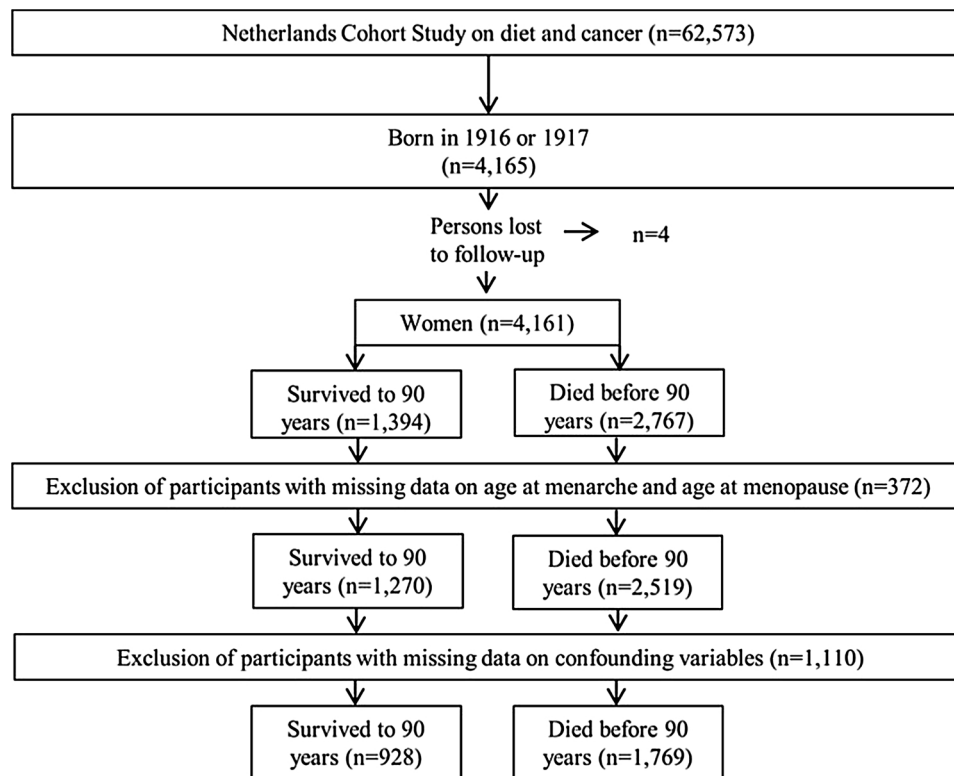 Netherlands Cohort Study on diet and cancer (n=62,573)
Born in 1916 or 1917
(n=4,165)
Persons lost
to follow-up
n=4
Women (n=4,161)
Survived to 90
years (n=1,394)
Died before 90
years (n=2,767)
Exclusion of participants with missing data on age at menarche and age at menopause (n=372)
Survived to 90
years (n=1,270)
Died before 90
years (n=2,519)
Exclusion of participants with missing data on confounding variables (n=1,110)
Survived to 90
years (n=928)
Died before 90
years (n=1,769)